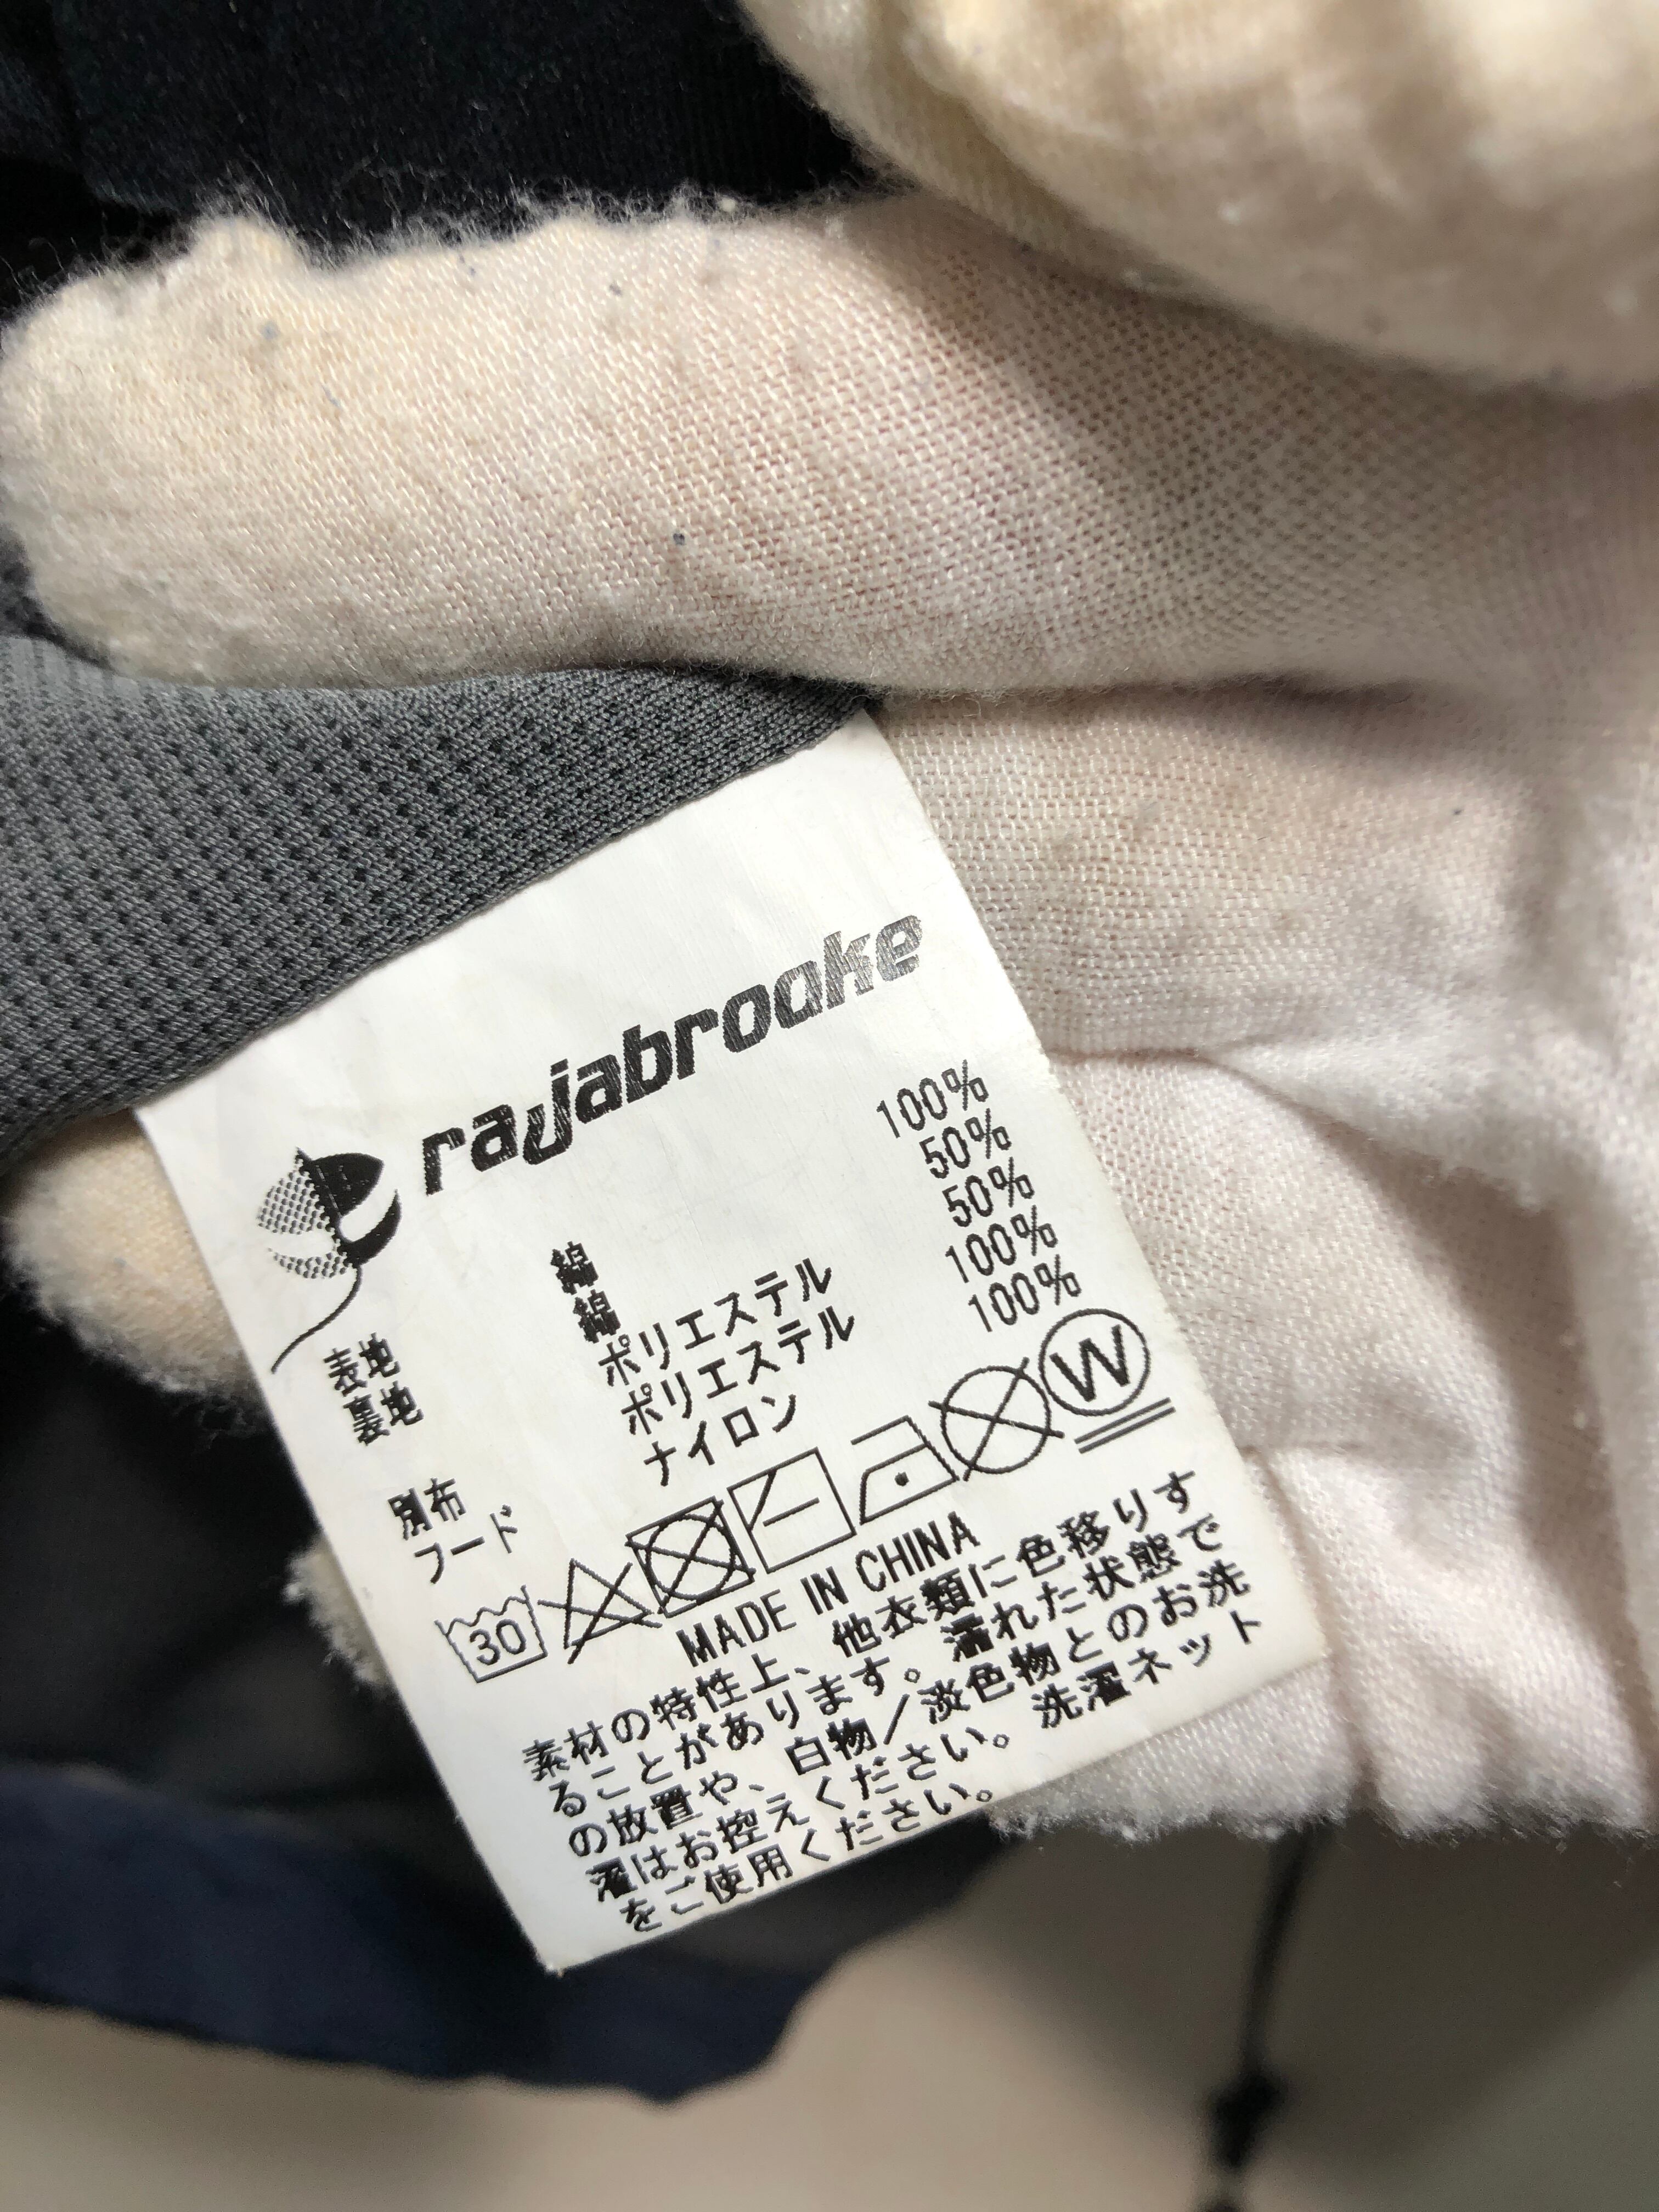 rajabrooke
表地 綿 100%
裏地 綿 50%
ポリエステル 50%
別布 ポリエステル 100%
フード ナイロン 100%
30 W
MADE IN CHINA
素材の特性上、他衣類に色移りす
ることがあります。濡れた状態で
の放置や、白物／淡色物とのお洗
濯はお控えください。洗濯ネット
をご使用ください。